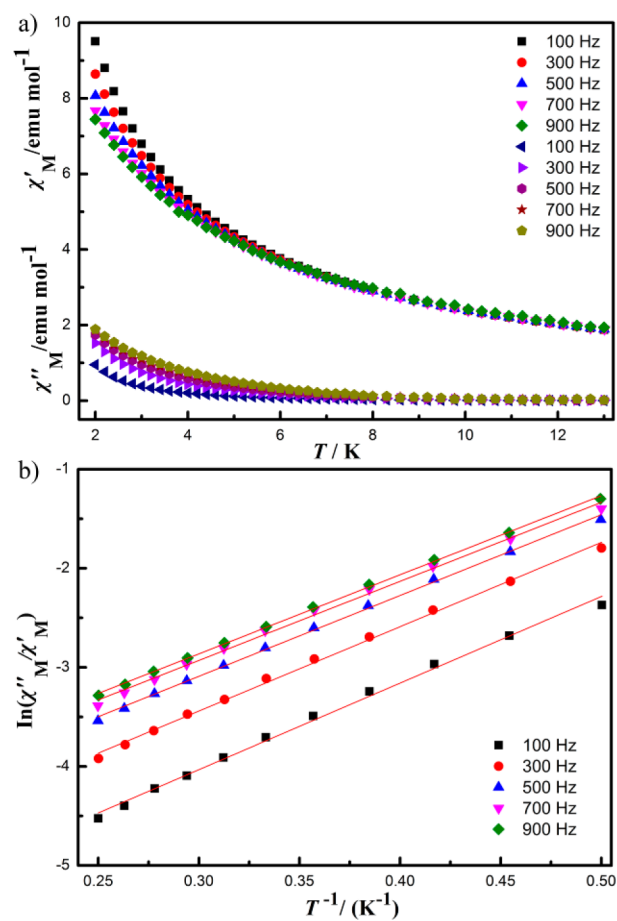 a)
χ′M/emu mol-1
χ″M/emu mol-1
10
8
6
4
2
0
100 Hz
300 Hz
500 Hz
700 Hz
900 Hz
100 Hz
300 Hz
500 Hz
700 Hz
900 Hz
2 4 6 8 10 12
T / K
b)
In(χ″M/χ′M)
-1
-2
-3
-4
-5
100 Hz
300 Hz
500 Hz
700 Hz
900 Hz
0.25 0.30 0.35 0.40 0.45 0.50
T -1/ (K-1)